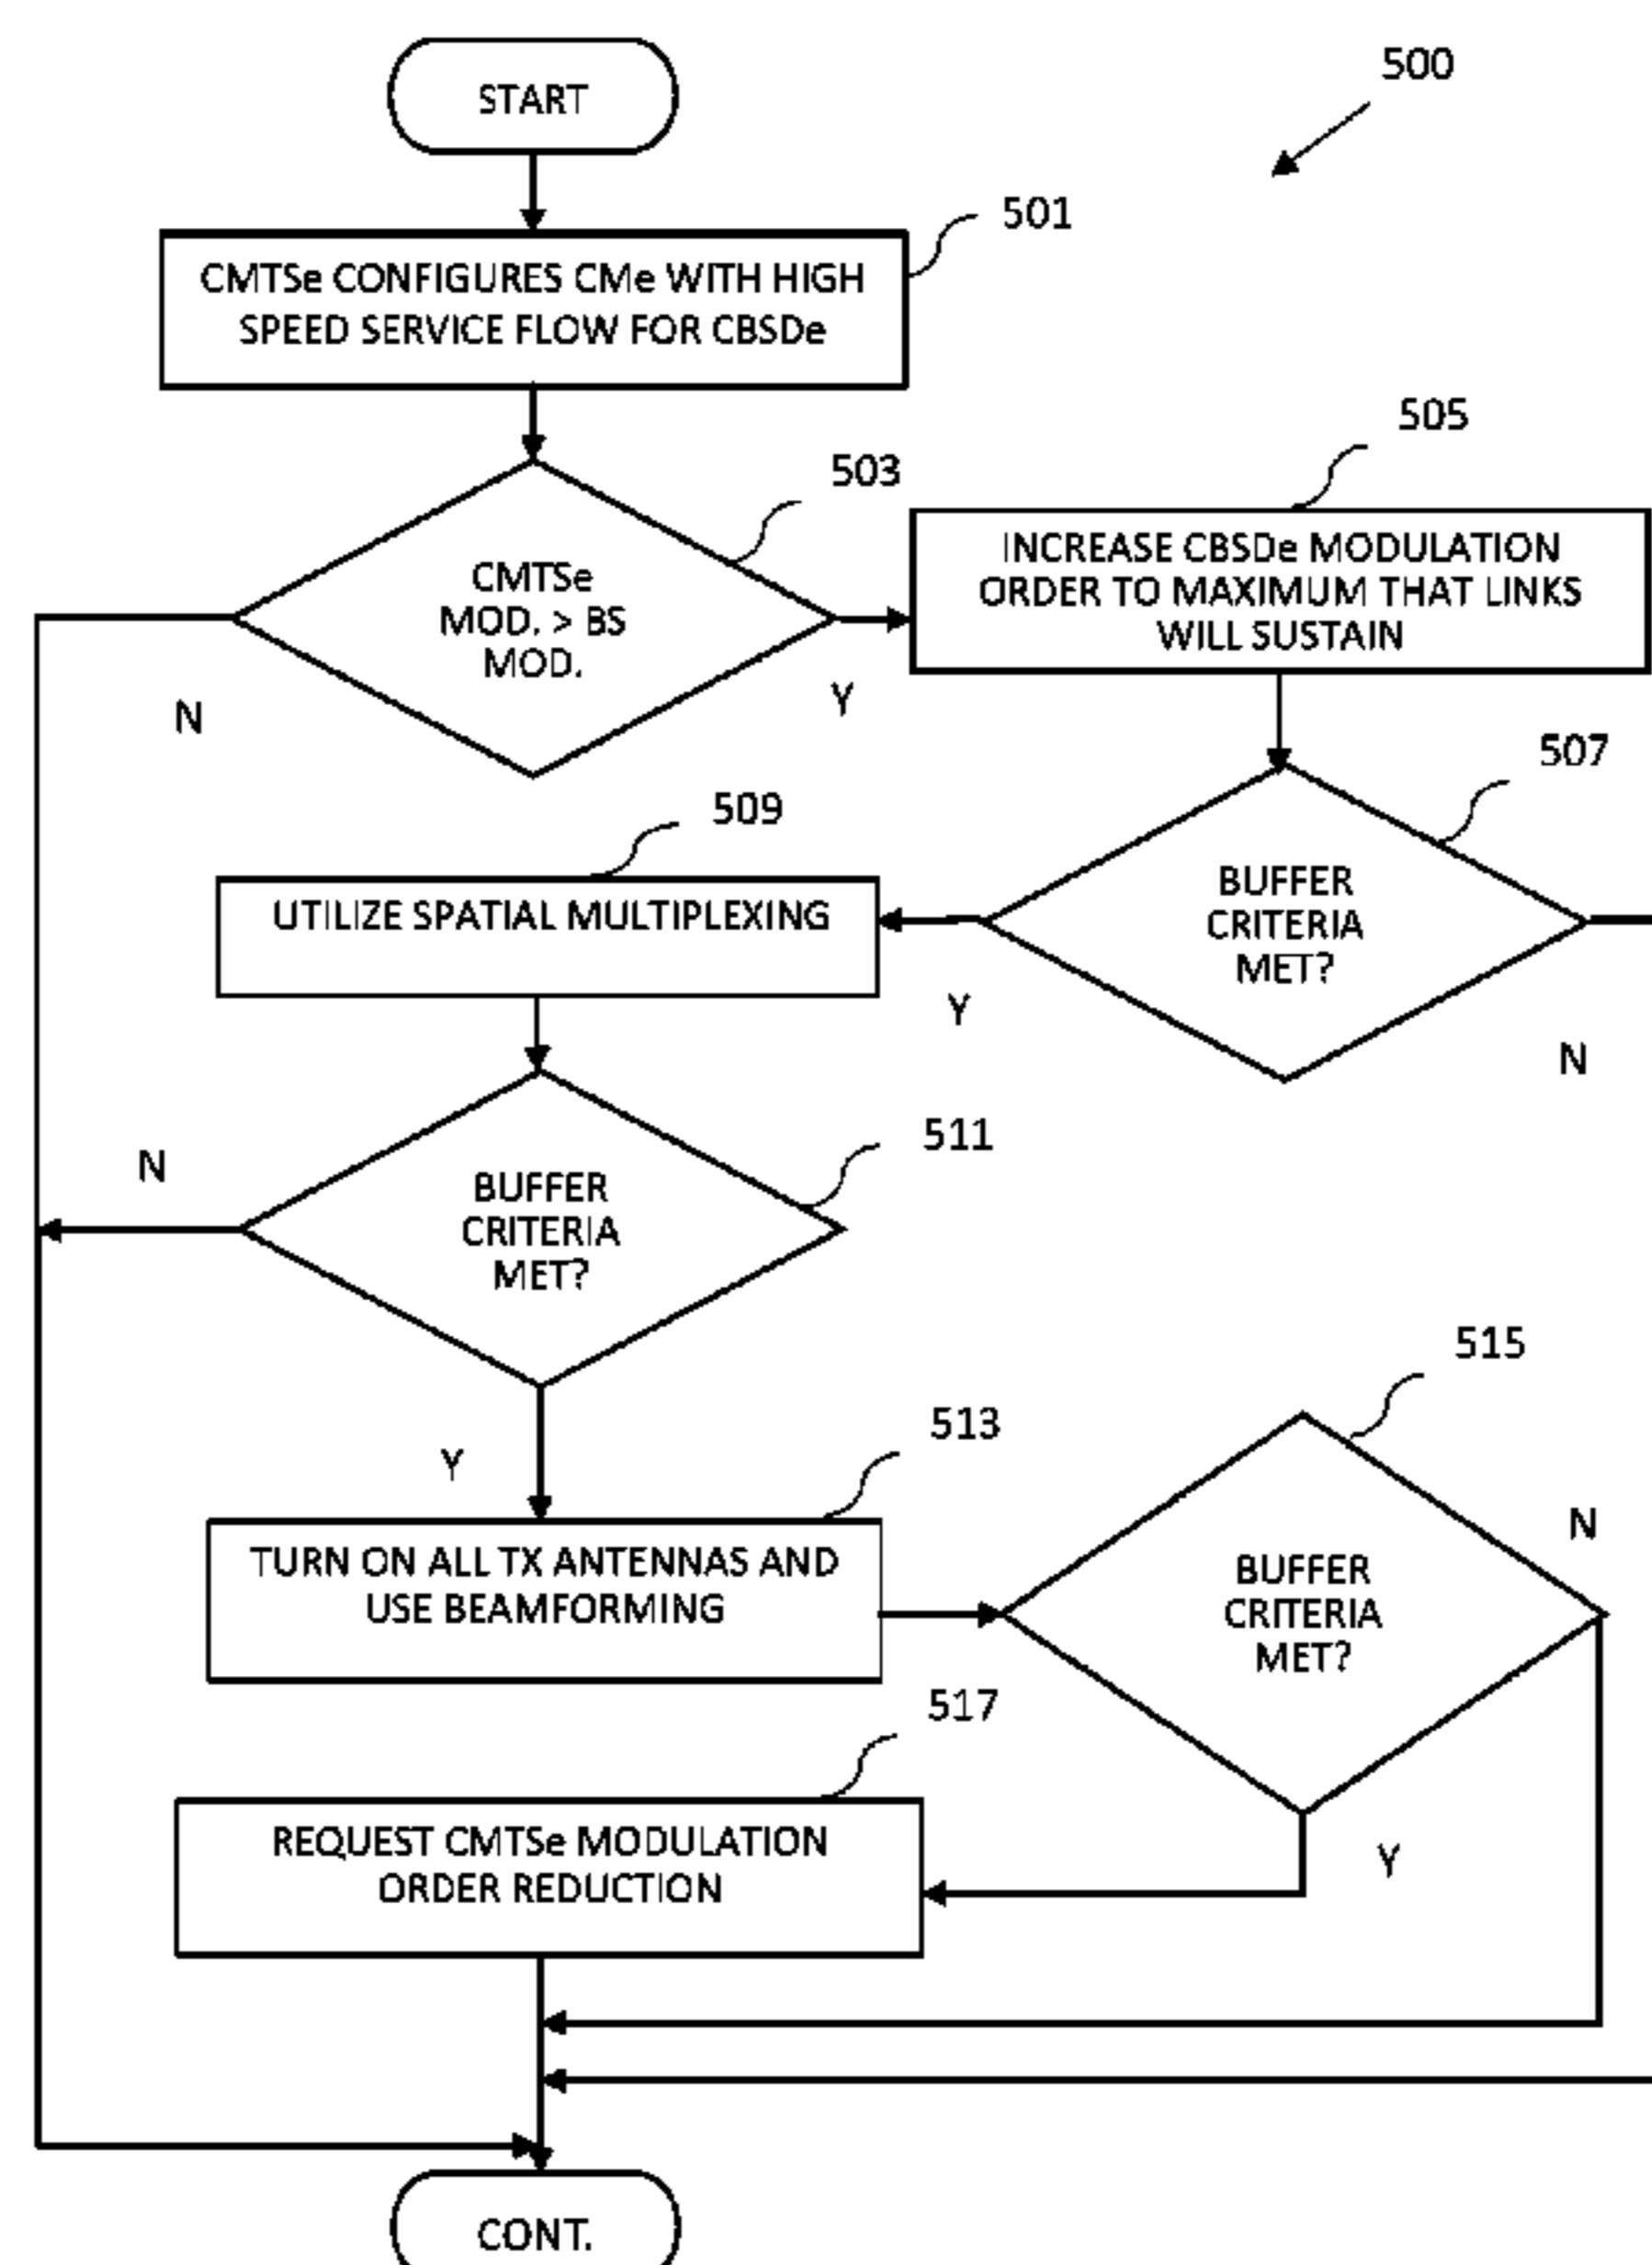 START
500
501
CMTSe CONFIGURES CMe WITH HIGH
SPEED SERVICE FLOW FOR CBSDe
503
CMTSe
MOD. > BS
MOD.
N
Y
505
INCREASE CBSDe MODULATION
ORDER TO MAXIMUM THAT LINKS
WILL SUSTAIN
507
BUFFER
CRITERIA
MET?
Y
N
509
UTILIZE SPATIAL MULTIPLEXING
511
BUFFER
CRITERIA
MET?
N
Y
513
TURN ON ALL TX ANTENNAS AND
USE BEAMFORMING
515
BUFFER
CRITERIA
MET?
N
Y
517
REQUEST CMTSe MODULATION
ORDER REDUCTION
CONT.